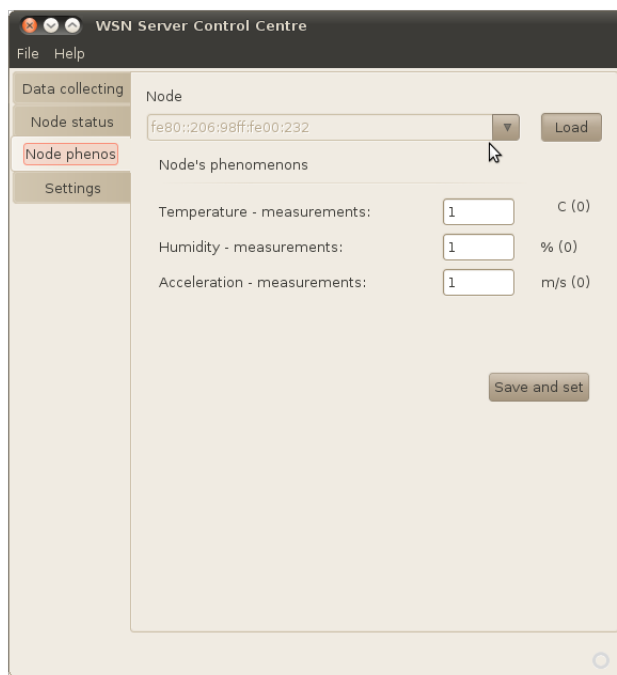 WSN Server Control Centre
File Help
Data collecting
Node status
Node phenos
Settings
Node
fe80::206:98ff:fe00:232
Load
Node's phenomenons
Temperature - measurements: 1 C (0)
Humidity - measurements: 1 % (0)
Acceleration - measurements: 1 m/s (0)
Save and set